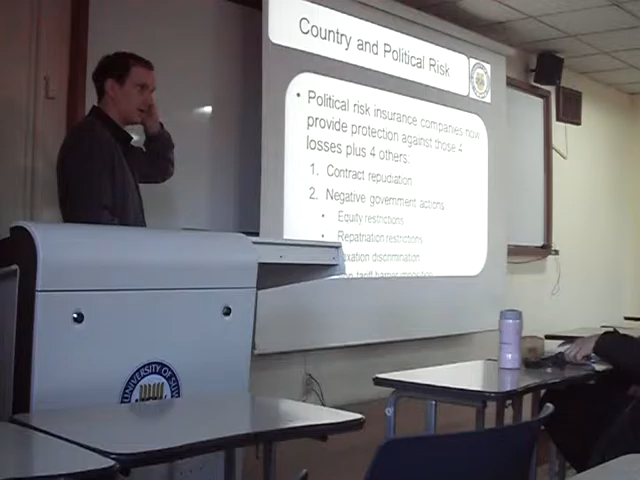 Country and Political Risk
• Political risk insurance companies now
provide protection against those 4
losses plus 4 others:
1. Contract repudiation
2. Negative government actions
• Equity restrictions
• Repatriation restrictions
discrimination
UNIVERSITY OF